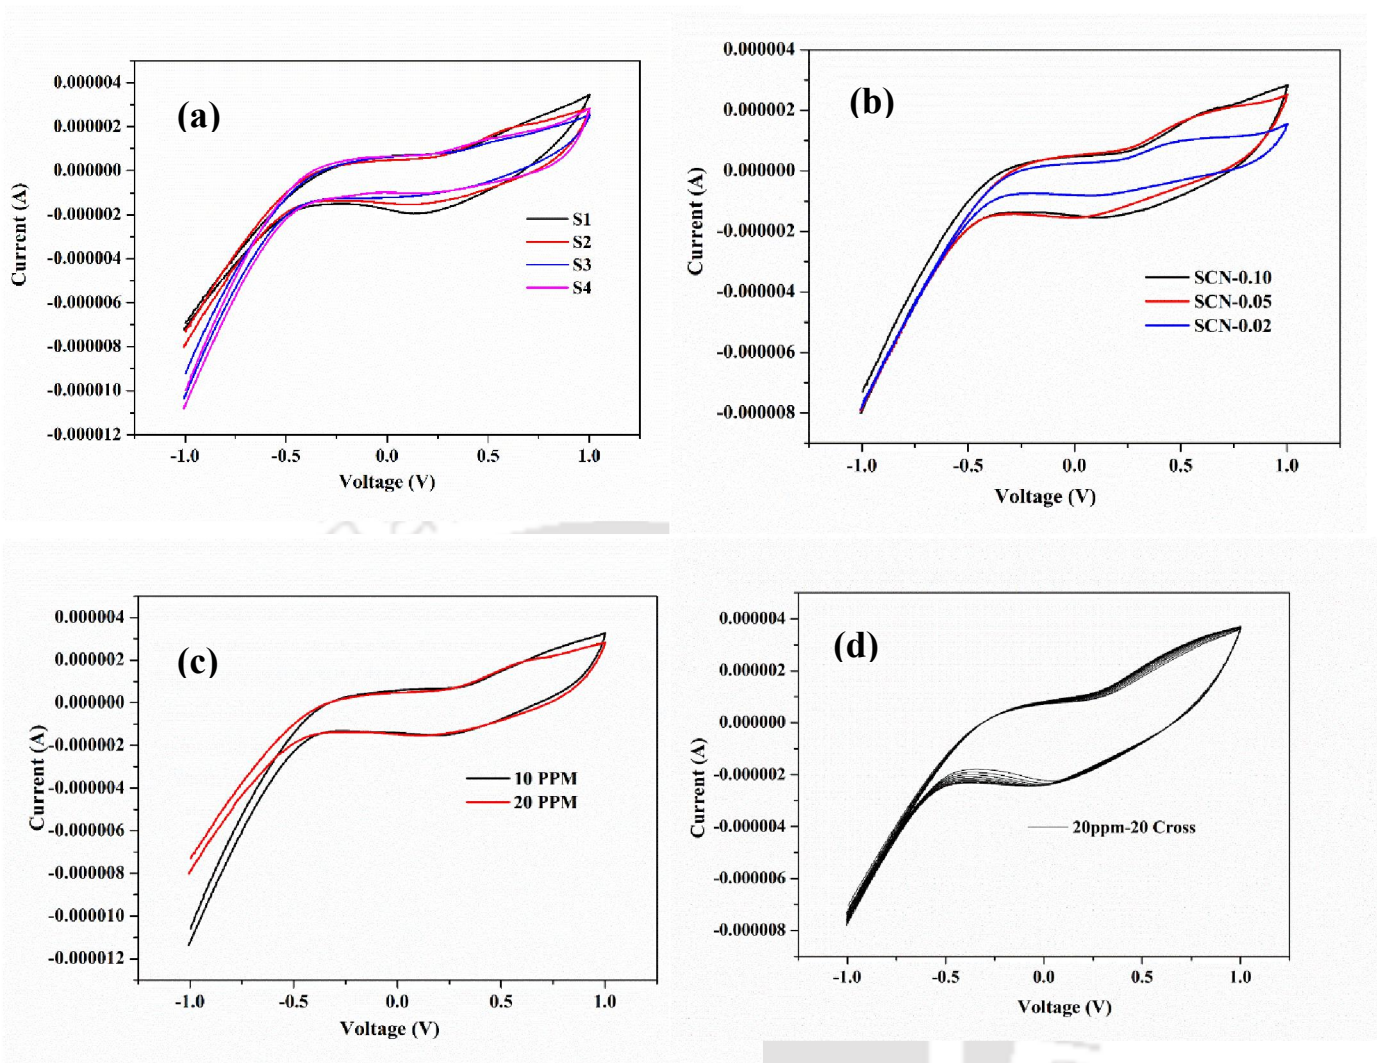 (a)
0.000004
0.000002
0.000000
-0.000002
-0.000004
-0.000006
-0.000008
-0.000010
-0.000012
Current (A)
S1
S2
S3
S4
-1.0 -0.5 0.0 0.5 1.0
Voltage (V)
(b)
0.000004
0.000002
0.000000
-0.000002
-0.000004
-0.000006
-0.000008
Current (A)
SCN-0.10
SCN-0.05
SCN-0.02
-1.0 -0.5 0.0 0.5 1.0
Voltage (V)
(c)
0.000004
0.000002
0.000000
-0.000002
-0.000004
-0.000006
-0.000008
-0.000010
-0.000012
Current (A)
10 PPM
20 PPM
-1.0 -0.5 0.0 0.5 1.0
Voltage (V)
(d)
0.000004
0.000002
0.000000
-0.000002
-0.000004
-0.000006
-0.000008
Current (A)
20ppm-20 Cross
-1.0 -0.5 0.0 0.5 1.0
Voltage (V)